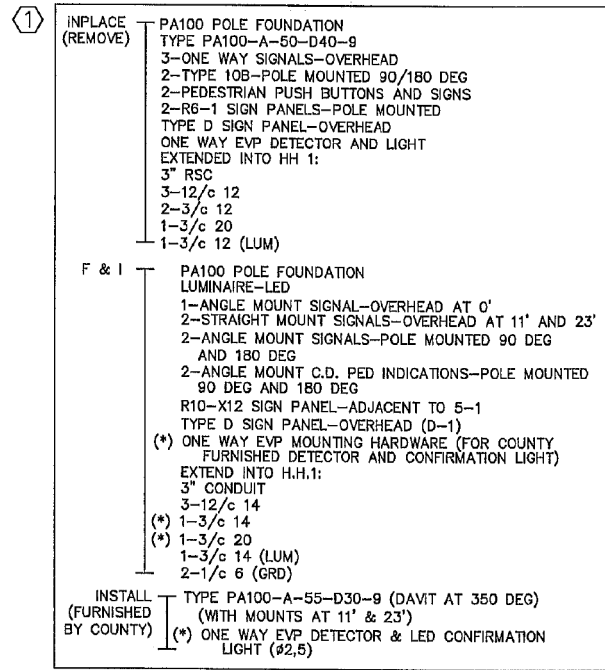 1
INPLACE
(REMOVE)
PA100 POLE FOUNDATION
TYPE PA100-A-50-D40-9
3-ONE WAY SIGNALS-OVERHEAD
2-TYPE 10B-POLE MOUNTED 90/180 DEG
2-PEDESTRIAN PUSH BUTTONS AND SIGNS
2-R6-1 SIGN PANELS-POLE MOUNTED
TYPE D SIGN PANEL-OVERHEAD
ONE WAY EVP DETECTOR AND LIGHT
EXTENDED INTO HH 1:
3" RSC
3-12/c 12
2-3/c 12
1-3/c 20
1-3/c 12 (LUM)
F & I
PA100 POLE FOUNDATION
LUMINAIRE-LED
1-ANGLE MOUNT SIGNAL-OVERHEAD AT 0'
2-STRAIGHT MOUNT SIGNALS-OVERHEAD AT 11' AND 23'
2-ANGLE MOUNT SIGNALS-POLE MOUNTED 90 DEG
AND 180 DEG
2-ANGLE MOUNT C.D. PED INDICATIONS-POLE MOUNTED
90 DEG AND 180 DEG
R10-X12 SIGN PANEL-ADJACENT TO 5-1
TYPE D SIGN PANEL-OVERHEAD (D-1)
(*) ONE WAY EVP MOUNTING HARDWARE (FOR COUNTY
FURNISHED DETECTOR AND CONFIRMATION LIGHT)
EXTEND INTO H.H.1:
3" CONDUIT
3-12/c 14
(*) 1-3/c 14
(*) 1-3/c 20
1-3/c 14 (LUM)
2-1/c 6 (GRD)
INSTALL
(FURNISHED
BY COUNTY)
TYPE PA100-A-55-D30-9 (DAVIT AT 350 DEG)
(WITH MOUNTS AT 11' & 23')
(*) ONE WAY EVP DETECTOR & LED CONFIRMATION
LIGHT (ø2,5)